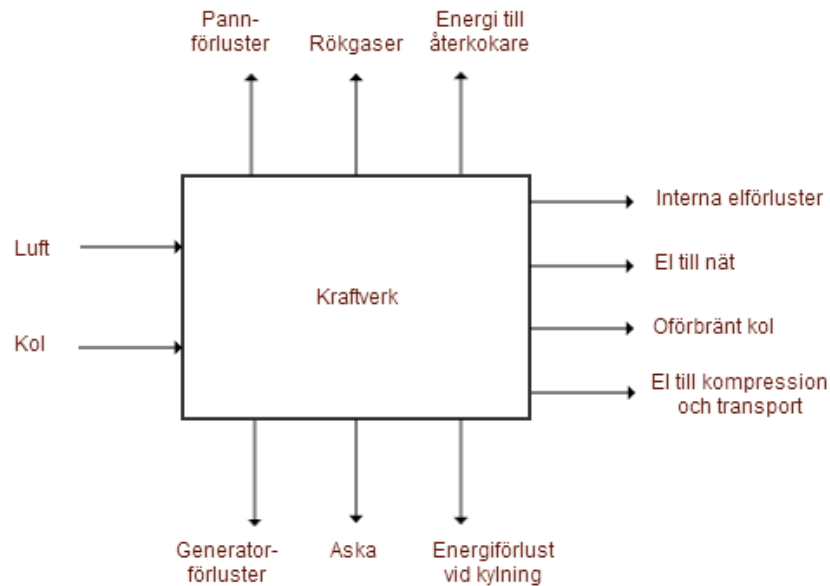 Pann-
förluster
Rökgaser
Energi till
återkokare
Interna elförluster
Luft
El till nät
Kraftverk
Oförbränt kol
Kol
El till kompression
och transport
Generator-
förluster
Aska
Energiförlust
vid kylning